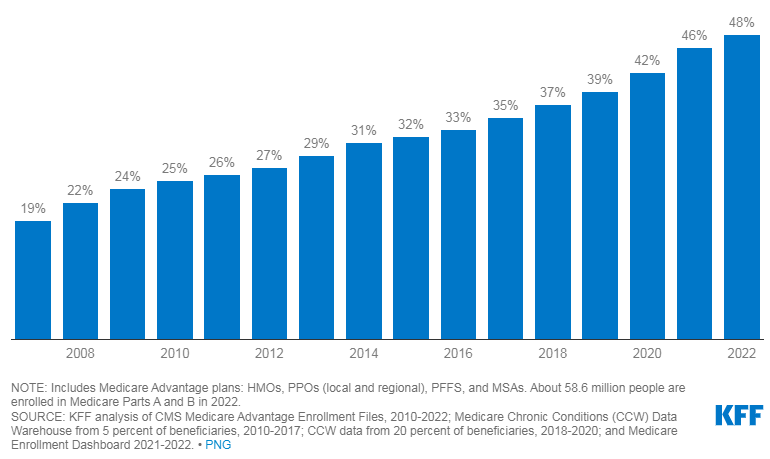 48%
46%
42%
39%
37%
35%
33%
32%
31%
29%
27%
26%
25%
24%
22%
19%
2008 2010 2012 2014 2016 2018 2020 2022
NOTE: Includes Medicare Advantage plans: HMOs, PPOs (local and regional), PFFS, and MSAs. About 58.6 million people are
enrolled in Medicare Parts A and B in 2022.
SOURCE: KFF analysis of CMS Medicare Advantage Enrollment Files, 2010-2022; Medicare Chronic Conditions (CCW) Data
Warehouse from 5 percent of beneficiaries, 2010-2017; CCW data from 20 percent of beneficiaries, 2018-2020; and Medicare
Enrollment Dashboard 2021-2022. • PNG
KFF